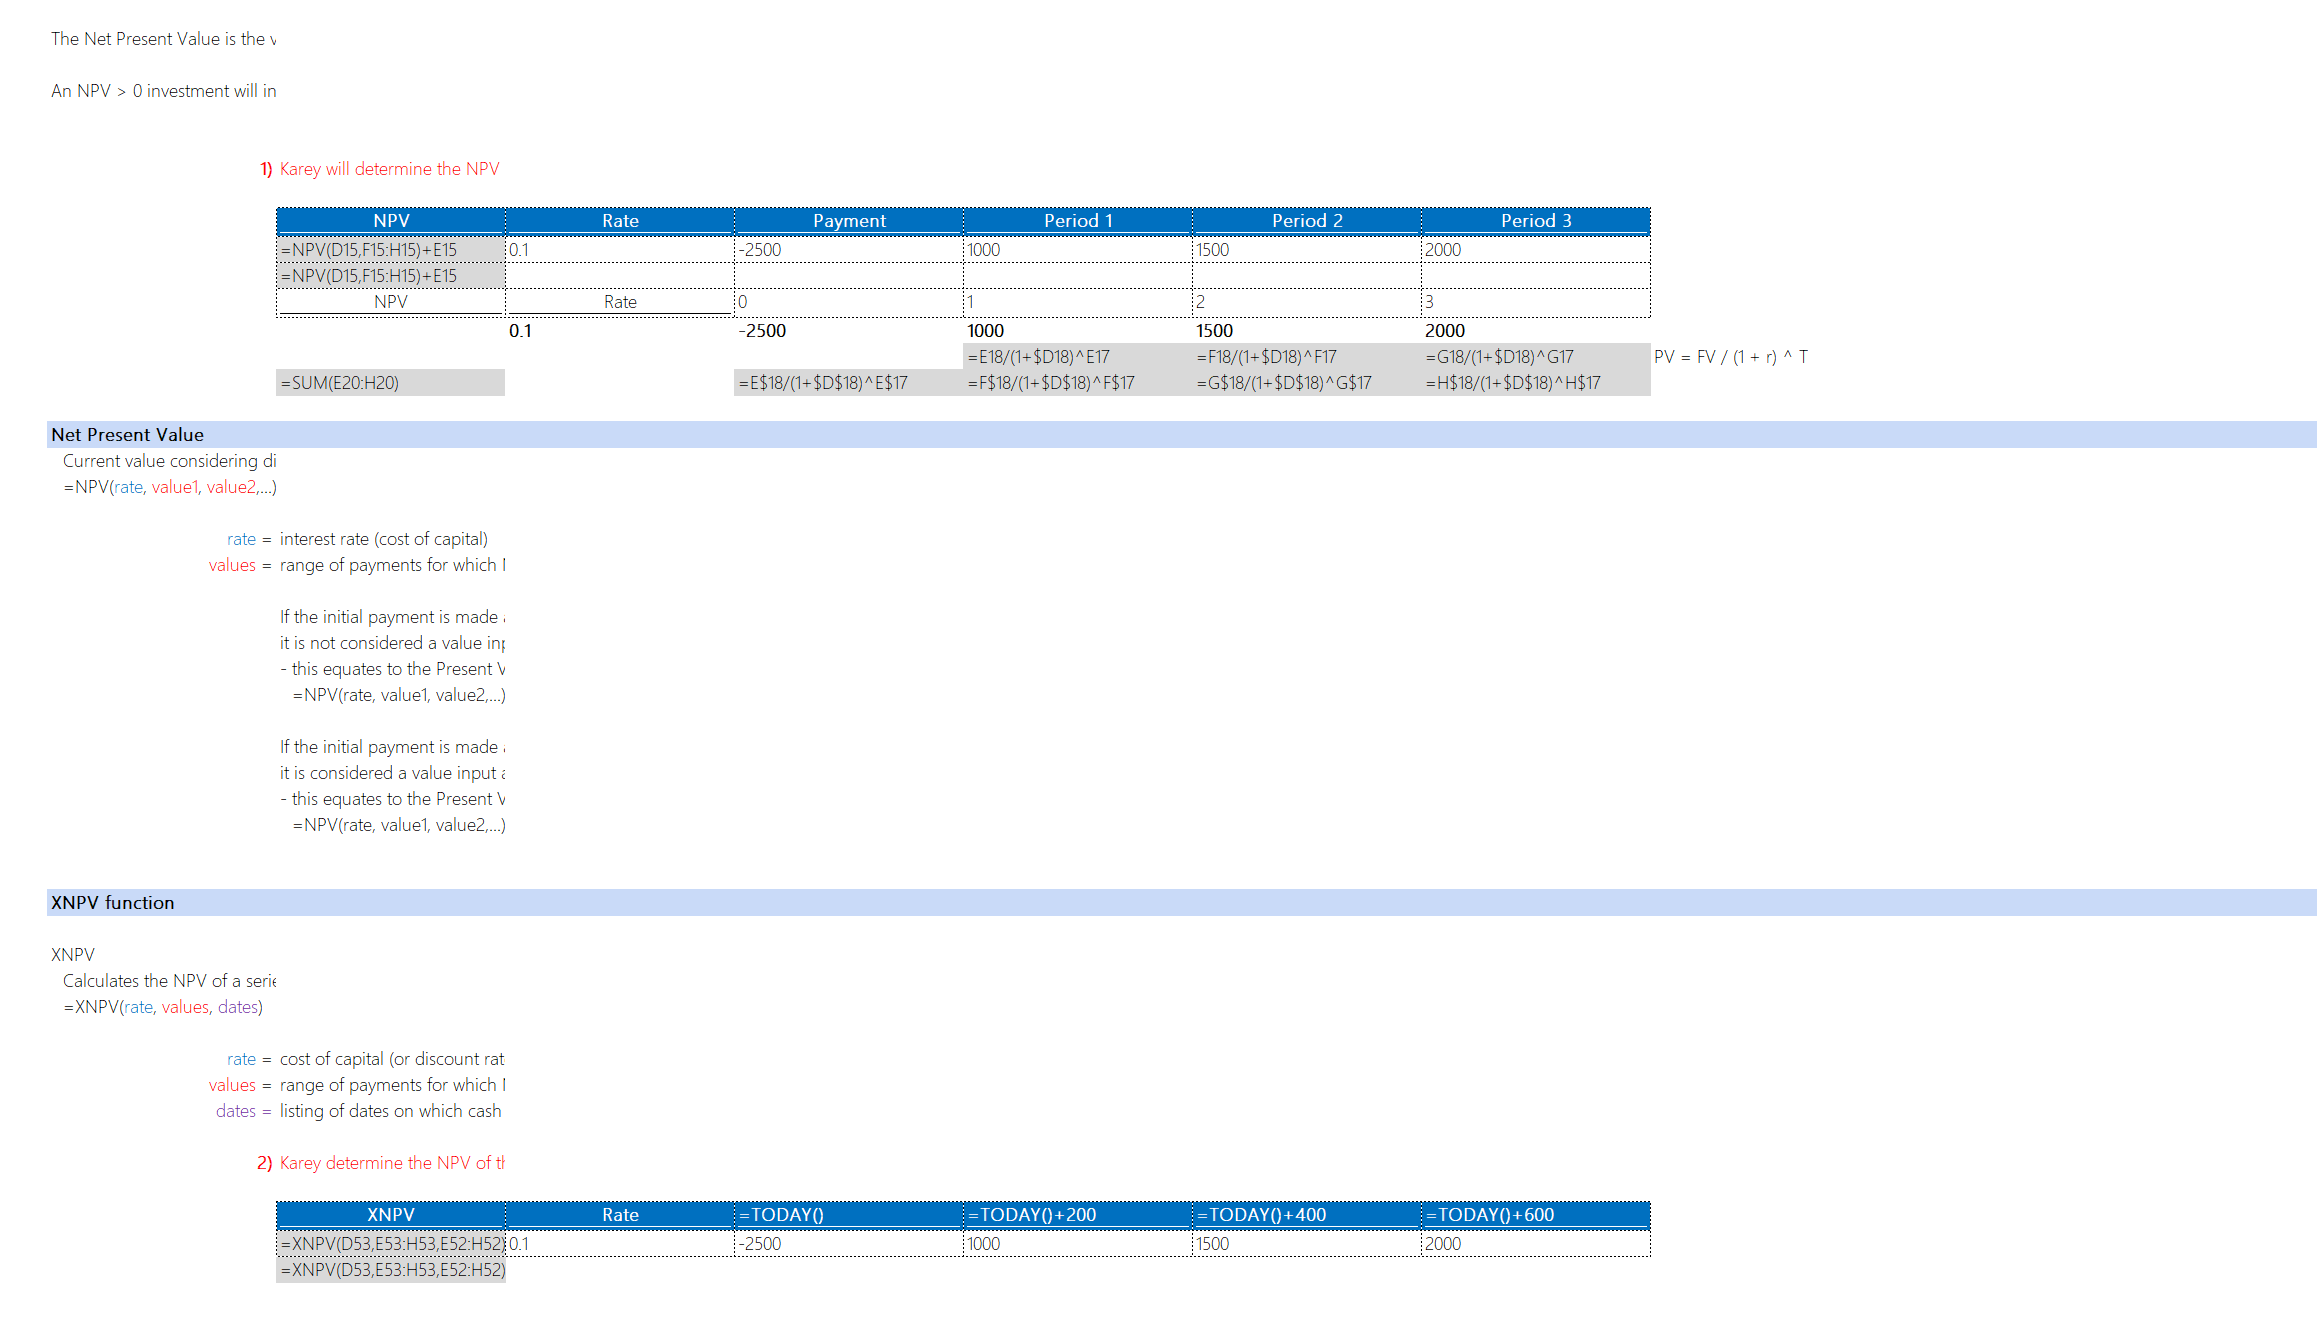 The Net Present Value is the
An NPV > 0 investment will in
1) Karey will determine the NPV
NPV Rate Payment Period 1 Period 2 Period 3
=NPV(D15,F15:H15)+E15 0.1 -2500 1000 1500 2000
=NPV(D15,F15:H15)+E15
NPV Rate 0 1 2 3
0.1 -2500 1000 1500 2000
=E18/(1+$D18)^E17 =F18/(1+$D18)^F17 =G18/(1+$D18)^G17 PV = FV / (1 + r) ^ T
=SUM(E20:H20) =E$18/(1+$D$18)^E$17 =F$18/(1+$D$18)^F$17 =G$18/(1+$D$18)^G$17 =H$18/(1+$D$18)^H$17
Net Present Value
Current value considering di
=NPV(rate, value1, value2,...)
rate = interest rate (cost of capital)
values = range of payments for which
If the initial payment is made
it is not considered a value inp
- this equates to the Present V
=NPV(rate, value1, value2,...)
If the initial payment is made
it is considered a value input
- this equates to the Present V
=NPV(rate, value1, value2,...)
XNPV function
XNPV
Calculates the NPV of a serie
=XNPV(rate, values, dates)
rate = cost of capital (or discount rat
values = range of payments for which
dates = listing of dates on which cash
2) Karey determine the NPV of th
XNPV Rate =TODAY() =TODAY()+200 =TODAY()+400 =TODAY()+600
=XNPV(D53,E53:H53,E52:H52) 0.1 -2500 1000 1500 2000
=XNPV(D53,E53:H53,E52:H52)